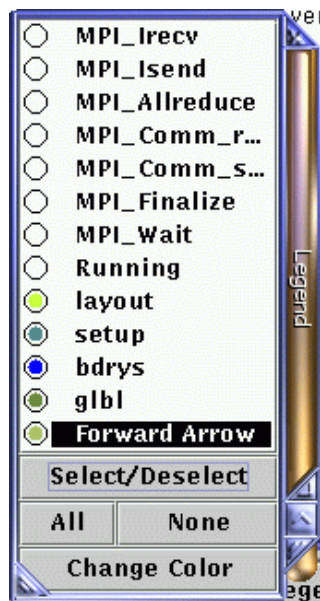 MPI_Irecv
MPI_Isend
MPI_Allreduce
MPI_Comm_r...
MPI_Comm_s...
MPI_Finalize
MPI_Wait
Running
layout
setup
bdrys
glbl
Forward Arrow
Select/Deselect
All None
Change Color
Legend